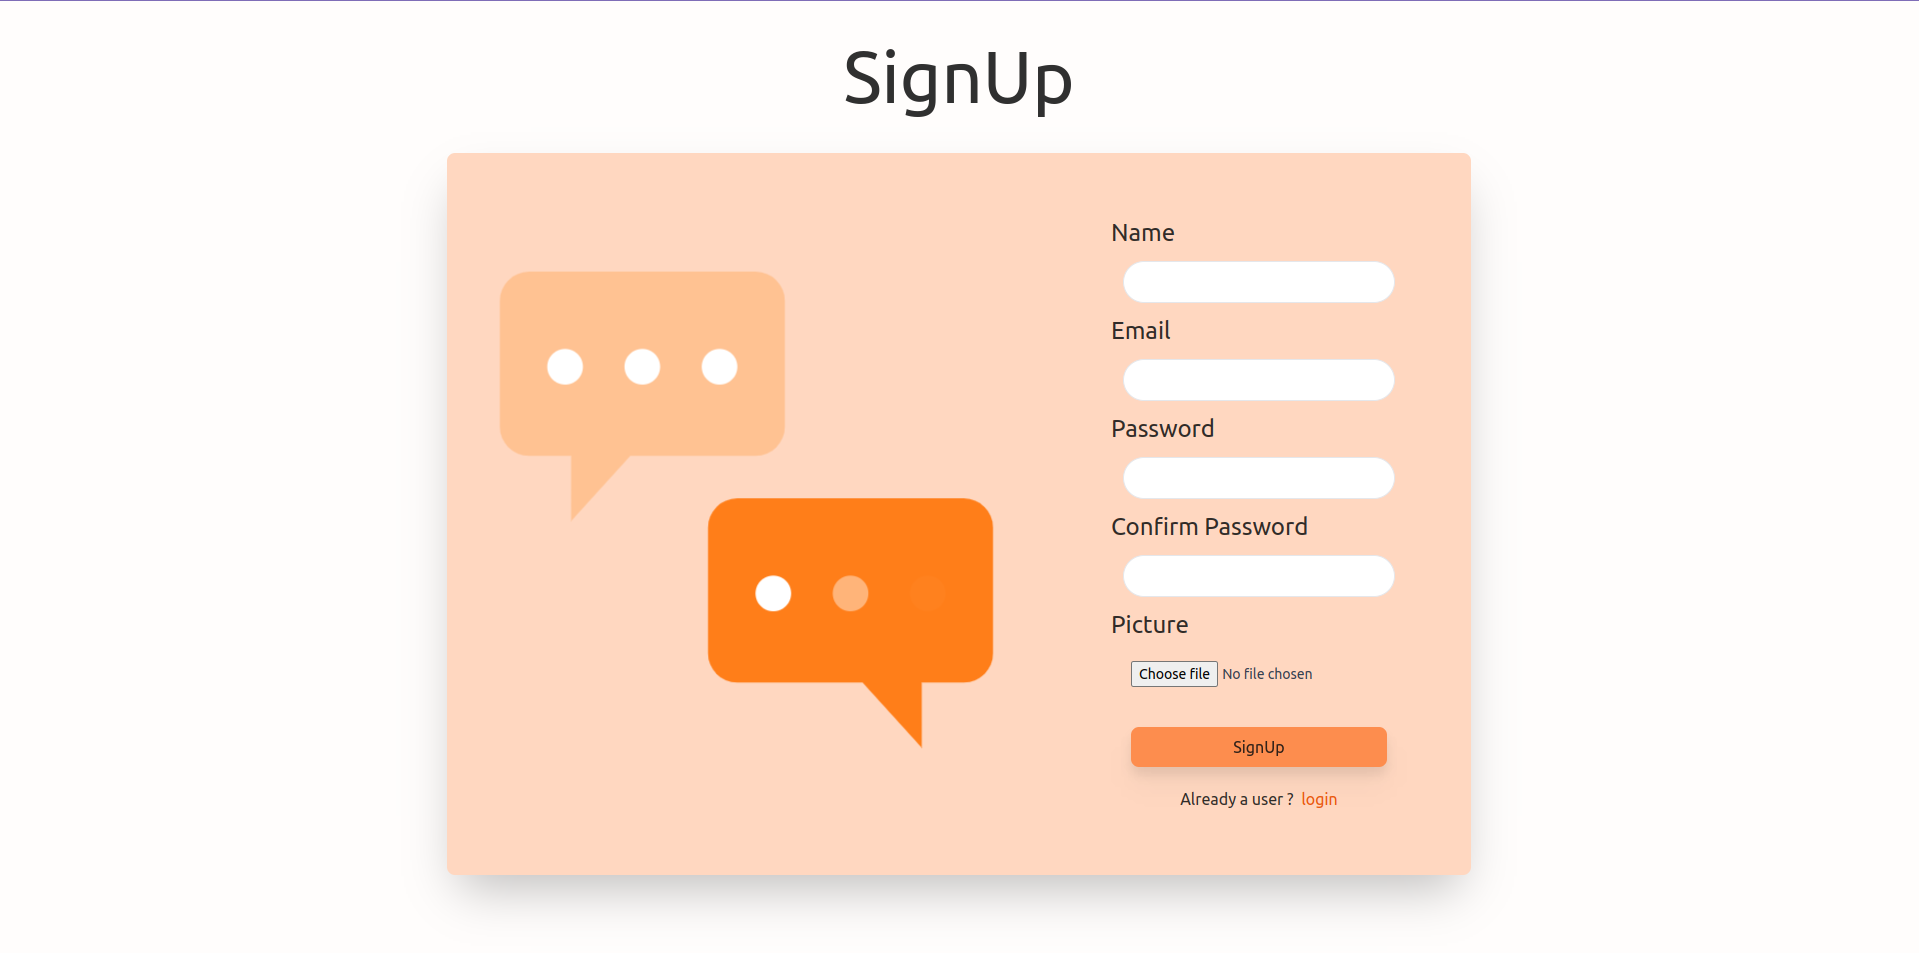 SignUp
Name
Email
Password
Confirm Password
Picture
Choose file No file chosen
SignUp
Already a user ? login